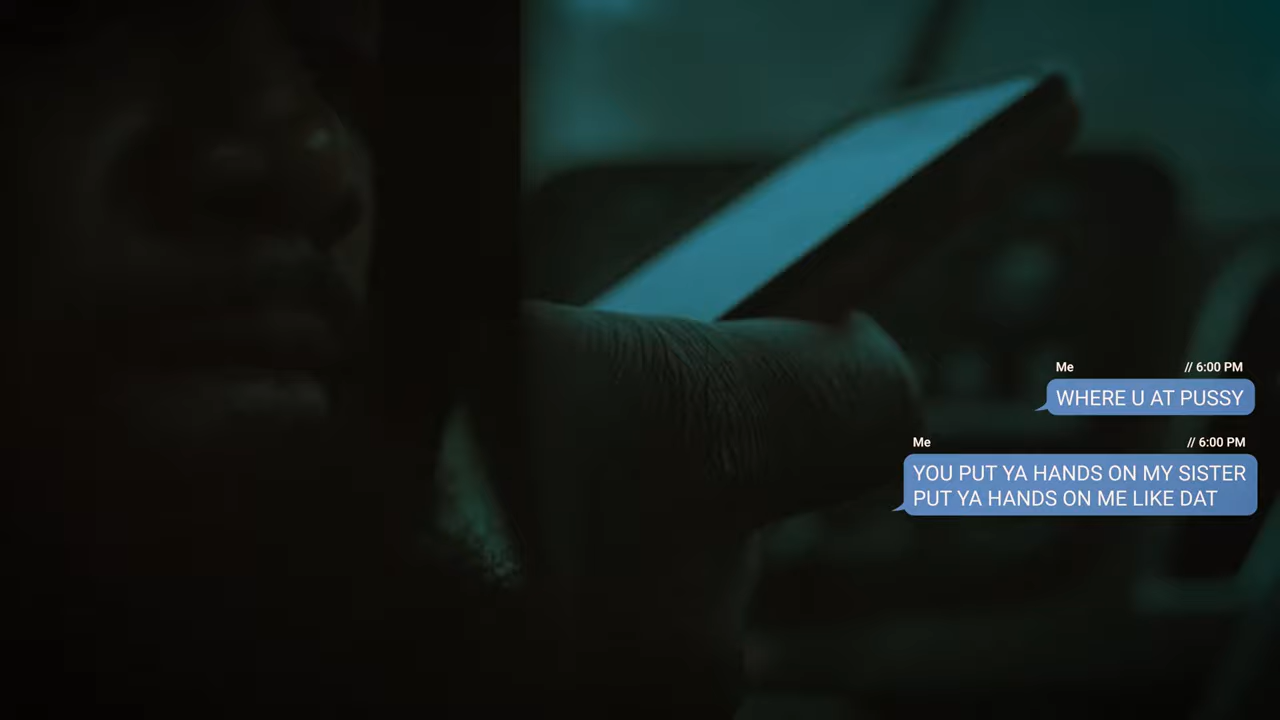 Me // 6:00 PM
WHERE U AT PUSSY
Me // 6:00 PM
YOU PUT YA HANDS ON MY SISTER
PUT YA HANDS ON ME LIKE DAT